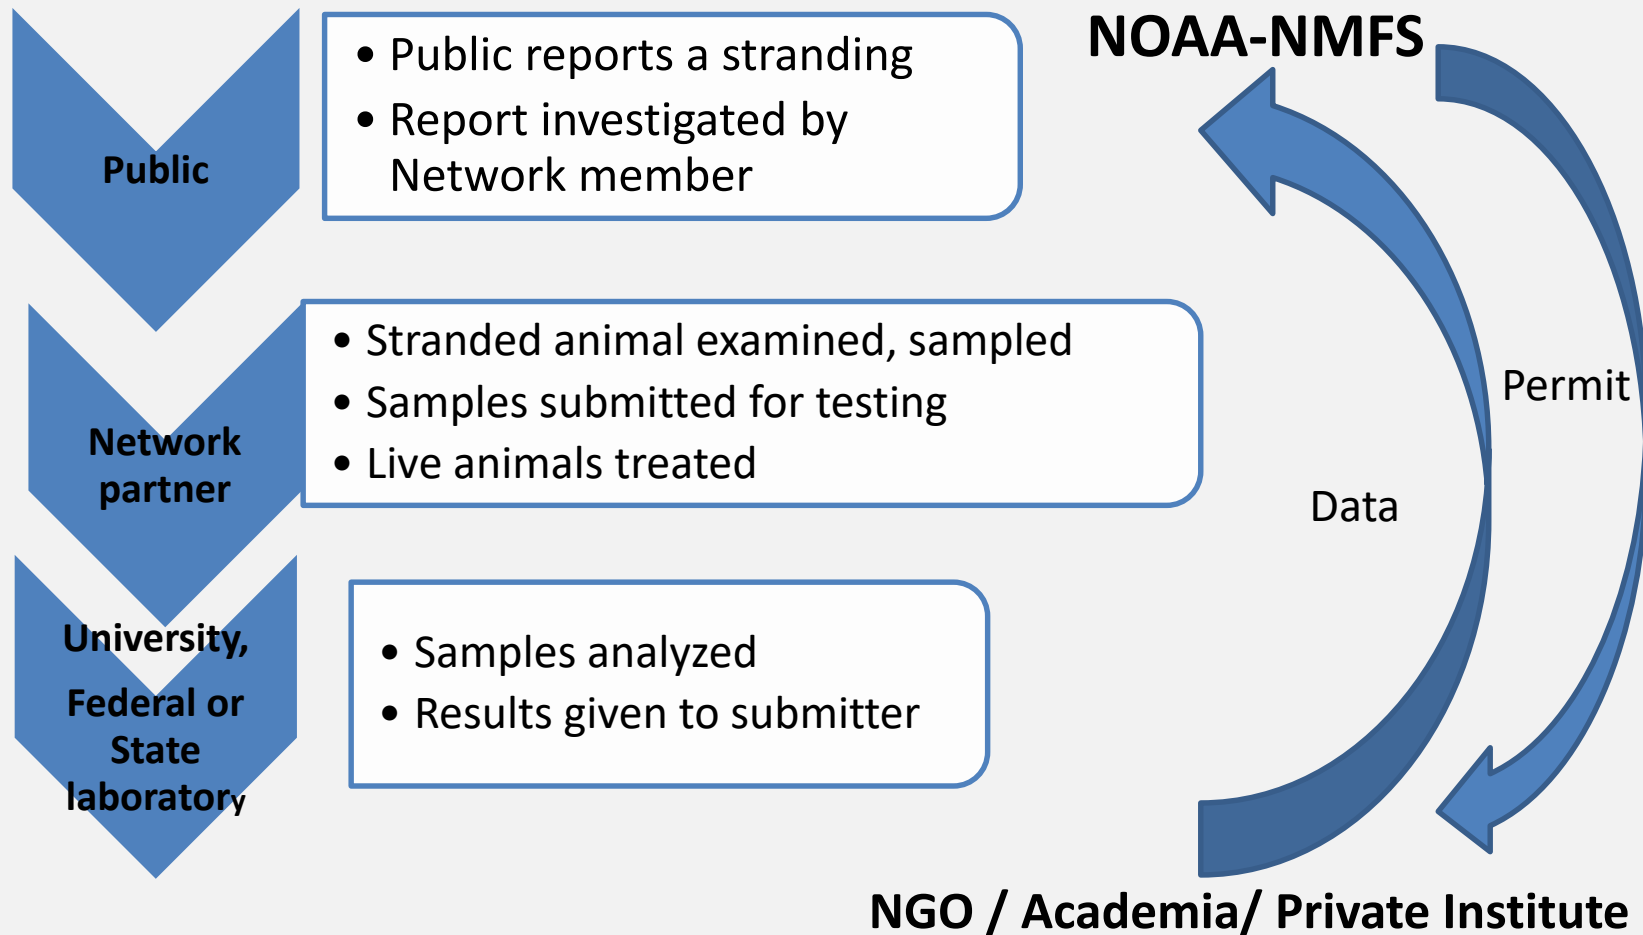 Public
• Public reports a stranding
• Report investigated by
Network member
Network
partner
• Stranded animal examined, sampled
• Samples submitted for testing
• Live animals treated
University,
Federal or
State
laboratory
• Samples analyzed
• Results given to submitter
NOAA-NMFS
Permit
Data
NGO / Academia/ Private Institute